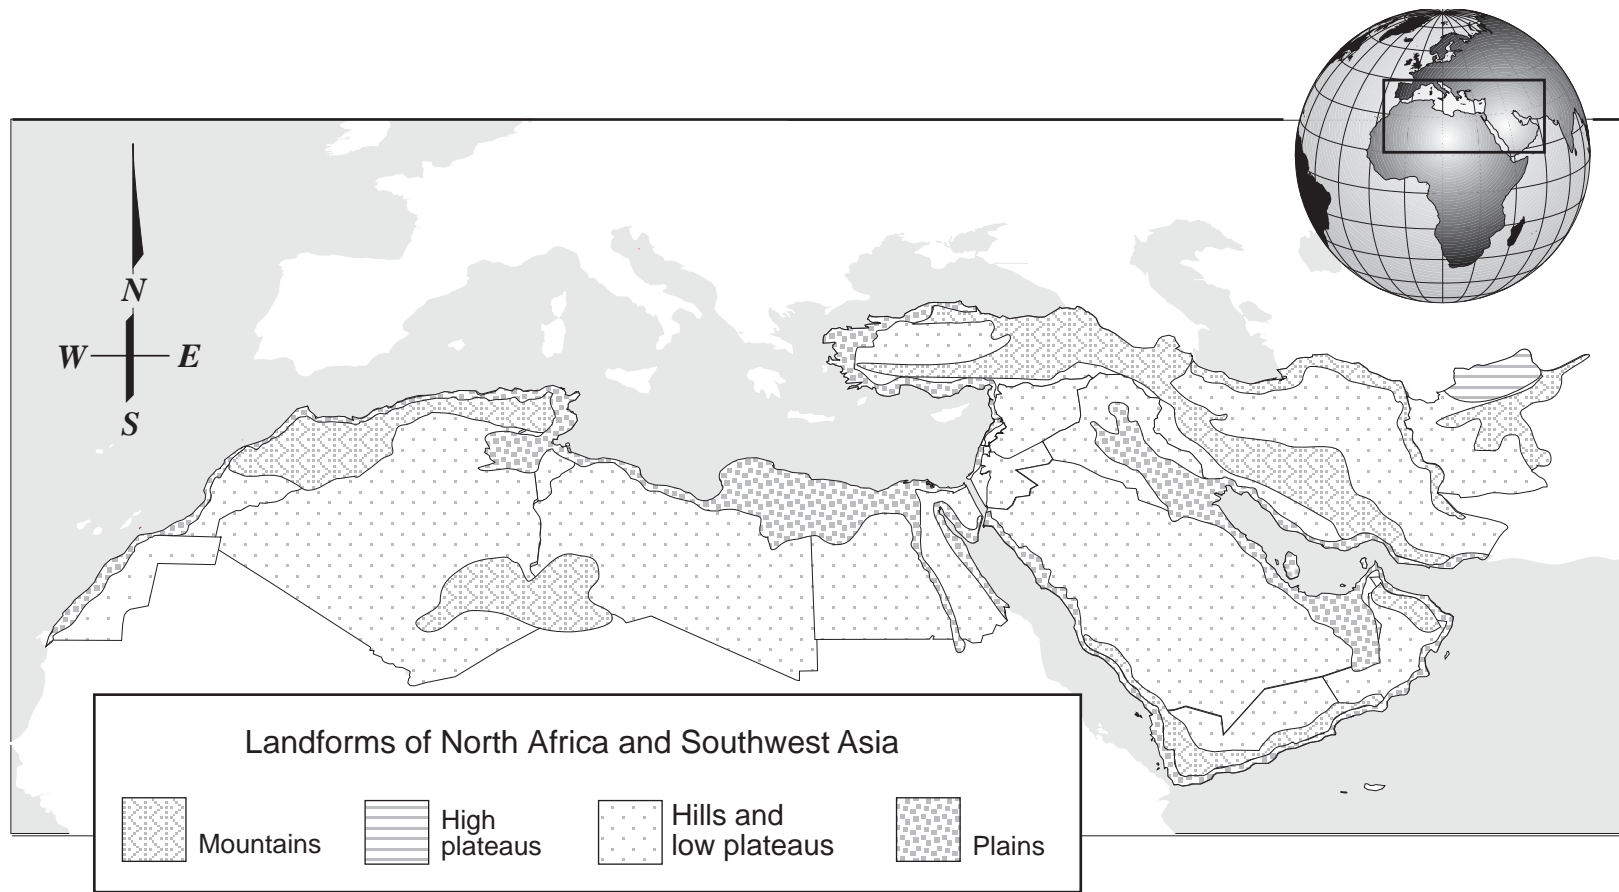 N
W E
S
Landforms of North Africa and Southwest Asia
Mountains
High
plateaus
Hills and
low plateaus
Plains